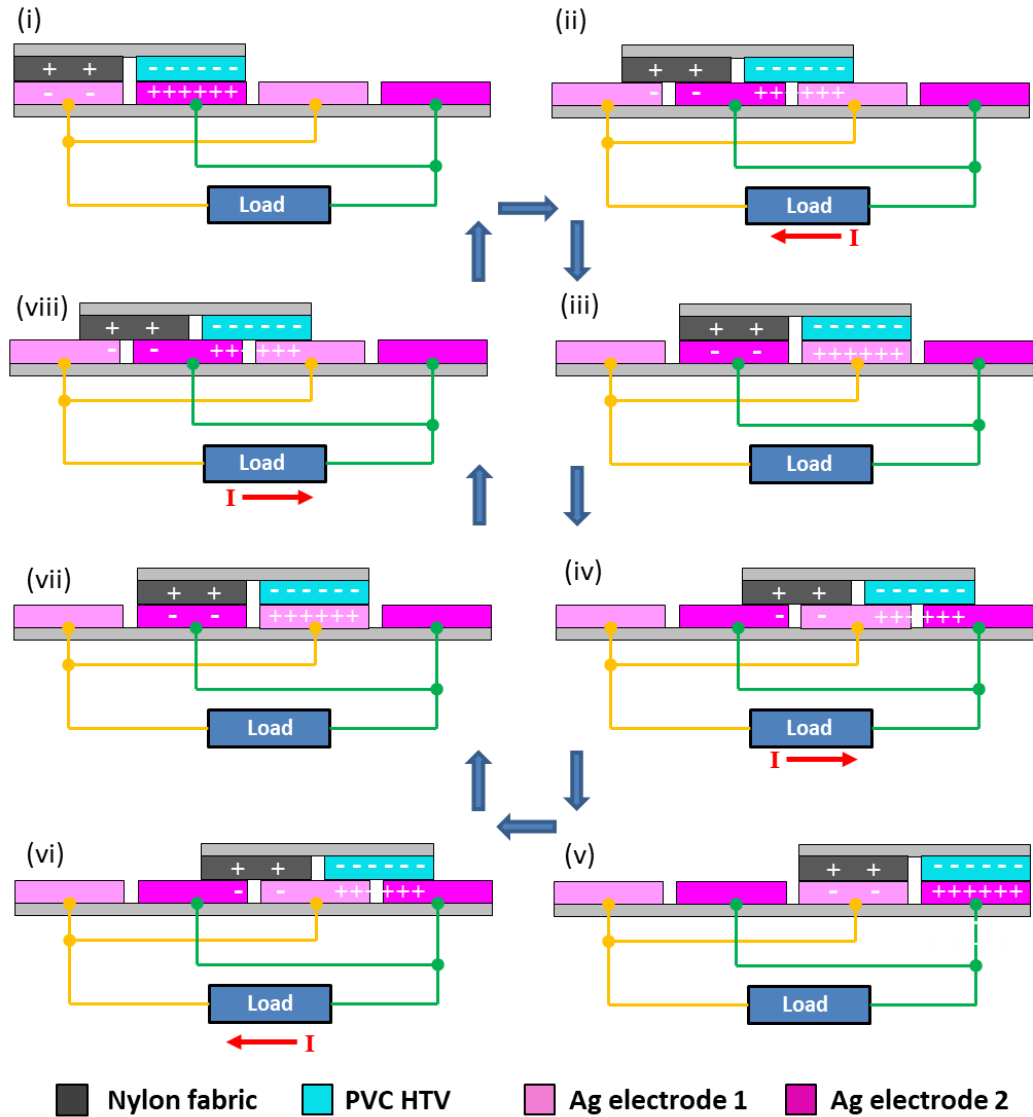 (i)
+ +
- - - - - -
- -
++++++
Load
(ii)
+ +
- - - - - -
- -
++++++
Load
I
(viii)
+ +
- - - - - -
- -
++++++
Load
I
(iii)
+ +
- - - - - -
- -
++++++
Load
(vii)
+ +
- - - - - -
- -
++++++
Load
(iv)
+ +
- - - - - -
- -
++++++
Load
I
(vi)
+ +
- - - - - -
- -
++++++
Load
I
(v)
+ +
- - - - - -
- -
++++++
Load
Nylon fabric
PVC HTV
Ag electrode 1
Ag electrode 2